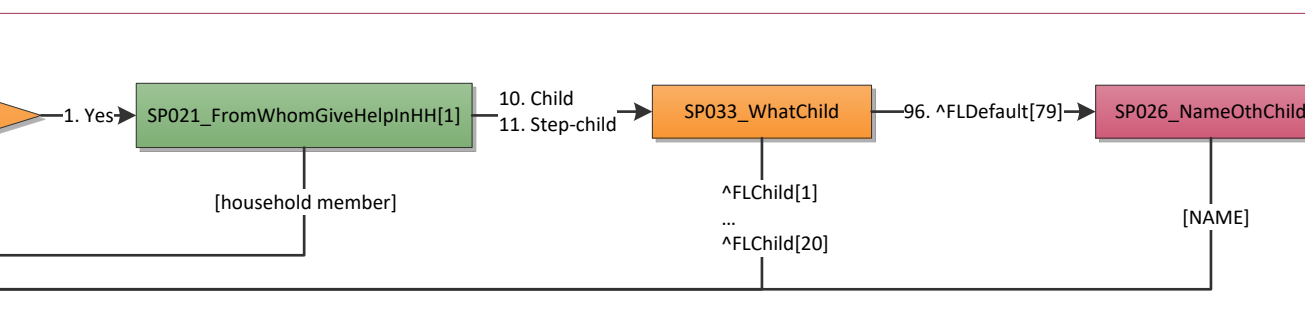 1. Yes
SP021_FromWhomGiveHelpInHH[1]
10. Child
11. Step-child
SP033_WhatChild
96. ^FLDefault[79]
SP026_NameOthChild
[household member]
^FLChild[1]
...
^FLChild[20]
[NAME]